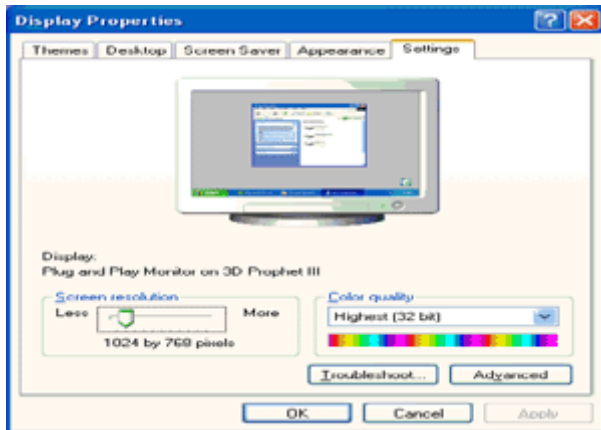 Display Properties
Themes Desktop Screen Saver Appearance Settings
Display:
Plug and Play Monitor on 3D Prophet III
Screen resolution
Less More
1024 by 768 pixels
Color quality
Highest (32 bit)
Troubleshoot... Advanced
OK Cancel Apply